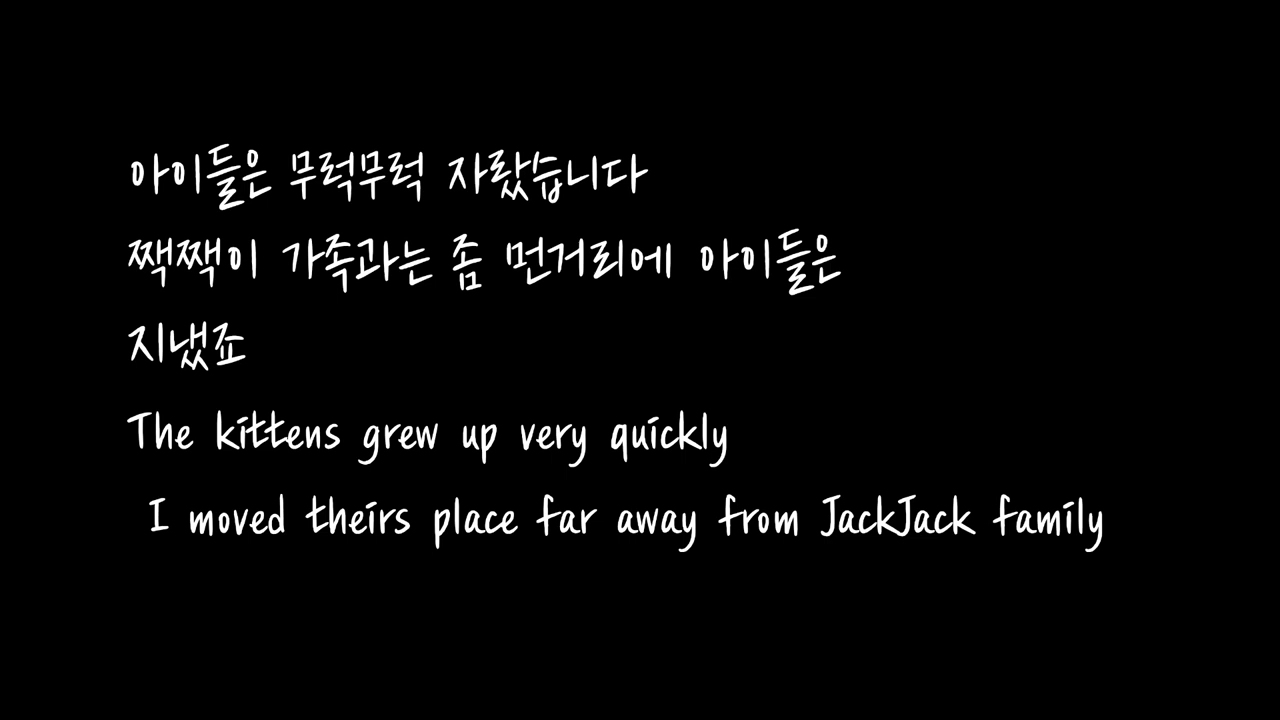 아이들은 무럭무럭 자랐습니다
짹짹이 가족과는 좀 먼거리에 아이들은
지냈죠
The kittens grew up very quickly
I moved theirs place far away from JackJack family